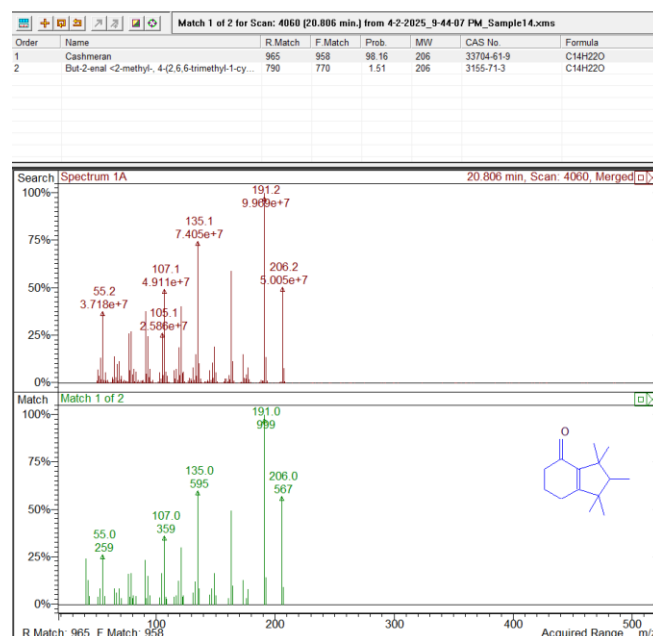 Match 1 of 2 for Scan: 4060 (20.806 min.) from 4-2-2025_9-44-07 PM_Sample14.xms
Order Name R.Match F.Match Prob. MW CAS No. Formula
1 Cashmeran 965 958 98.16 206 33704-61-9 C14H22O
2 But-2-enal <2-methyl-, 4-(2,6,6-trimethyl-1-cy... 790 770 1.51 206 3155-71-3 C14H22O
Search Spectrum 1A 20.806 min, Scan: 4060, Merged
100%
191.2
9.969e+7
75%
135.1
7.405e+7
50%
107.1
4.911e+7
206.2
5.005e+7
55.2
3.718e+7
105.1
2.586e+7
25%
0%
Match Match 1 of 2
100%
191.0
999
O
75%
135.0
595
206.0
567
50%
107.0
359
55.0
259
25%
0%
100 200 300 400 500
R.Match: 965, F.Match: 958 Acquired Range m/z